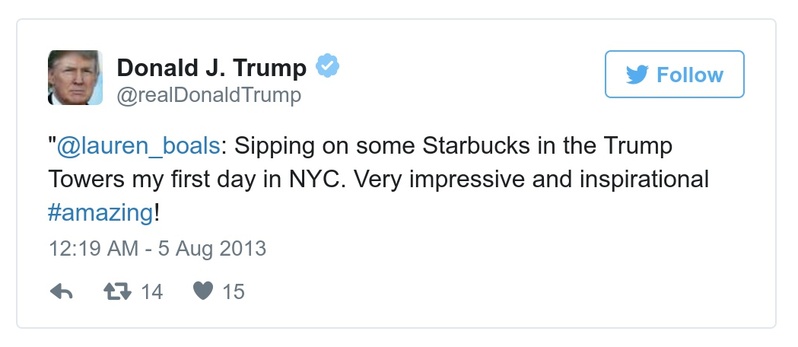 Donald J. Trump
@realDonaldTrump
Follow
"@lauren_boals: Sipping on some Starbucks in the Trump
Towers my first day in NYC. Very impressive and inspirational
#amazing!
12:19 AM - 5 Aug 2013
14 15